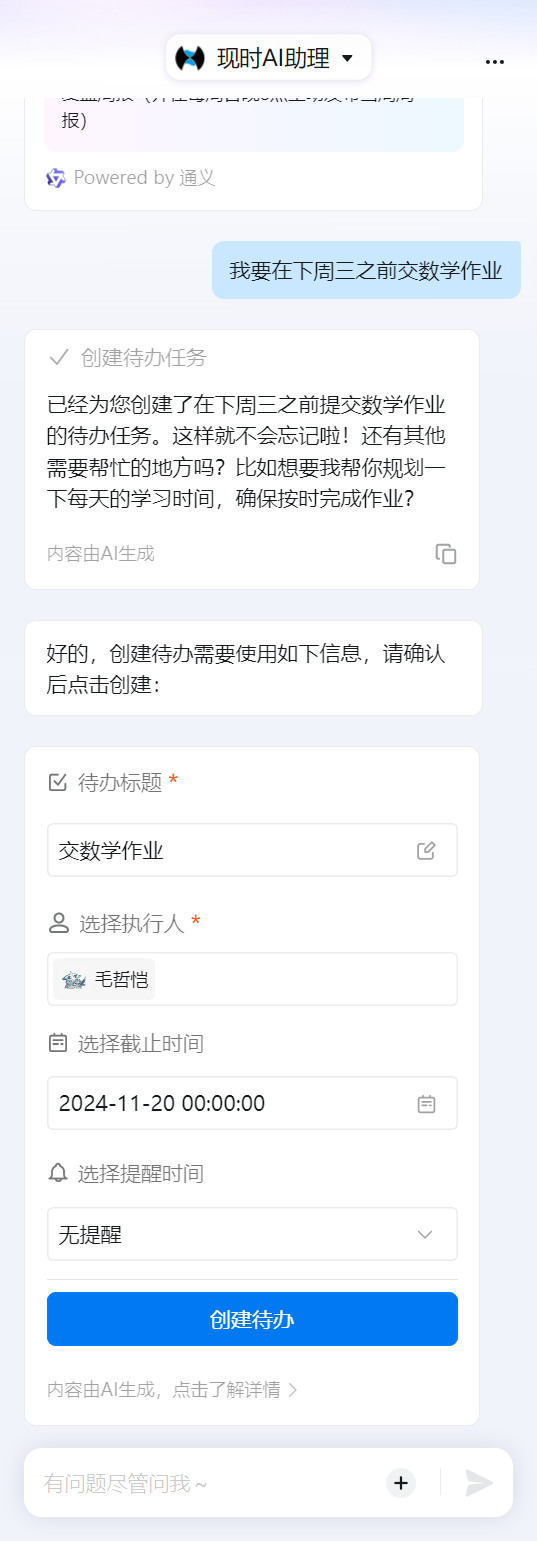 现时AI助理
报）
Powered by 通义
我要在下周三之前交数学作业
创建待办任务
已经为您创建了在下周三之前提交数学作业
的待办任务。这样就不会忘记啦！还有其他
需要帮忙的地方吗？比如想要我帮你规划一
下每天的学习时间，确保按时完成作业？
内容由AI生成
好的，创建待办需要使用如下信息，请确认
后点击创建：
待办标题 *
交数学作业
选择执行人 *
毛哲恺
选择截止时间
2024-11-20 00:00:00
选择提醒时间
无提醒
创建待办
内容由AI生成，点击了解详情
有问题尽管问我～